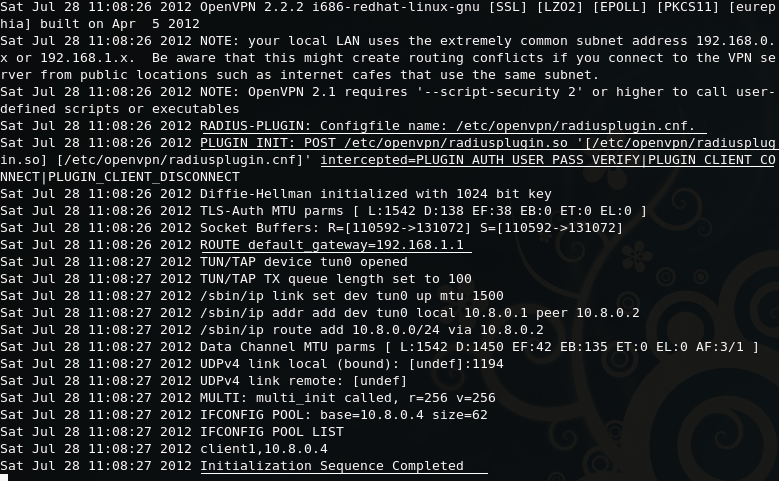 Sat Jul 28 11:08:26 2012 OpenVPN 2.2.2 i686-redhat-linux-gnu [SSL] [LZO2] [EPOLL] [PKCS11] [eurep
hia] built on Apr  5 2012
Sat Jul 28 11:08:26 2012 NOTE: your local LAN uses the extremely common subnet address 192.168.0.
x or 192.168.1.x.  Be aware that this might create routing conflicts if you connect to the VPN se
rver from public locations such as internet cafes that use the same subnet.
Sat Jul 28 11:08:26 2012 NOTE: OpenVPN 2.1 requires '--script-security 2' or higher to call user-
defined scripts or executables
Sat Jul 28 11:08:26 2012 RADIUS-PLUGIN: Configfile name: /etc/openvpn/radiusplugin.cnf.
Sat Jul 28 11:08:26 2012 PLUGIN_INIT: POST /etc/openvpn/radiusplugin.so '[/etc/openvpn/radiusplug
in.so] [/etc/openvpn/radiusplugin.cnf]' intercepted=PLUGIN_AUTH_USER_PASS_VERIFY|PLUGIN_CLIENT_CO
NNECT|PLUGIN_CLIENT_DISCONNECT
Sat Jul 28 11:08:26 2012 Diffie-Hellman initialized with 1024 bit key
Sat Jul 28 11:08:26 2012 TLS-Auth MTU parms [ L:1542 D:138 EF:38 EB:0 ET:0 EL:0 ]
Sat Jul 28 11:08:26 2012 Socket Buffers: R=[110592->131072] S=[110592->131072]
Sat Jul 28 11:08:26 2012 ROUTE default_gateway=192.168.1.1
Sat Jul 28 11:08:27 2012 TUN/TAP device tun0 opened
Sat Jul 28 11:08:27 2012 TUN/TAP TX queue length set to 100
Sat Jul 28 11:08:27 2012 /sbin/ip link set dev tun0 up mtu 1500
Sat Jul 28 11:08:27 2012 /sbin/ip addr add dev tun0 local 10.8.0.1 peer 10.8.0.2
Sat Jul 28 11:08:27 2012 /sbin/ip route add 10.8.0.0/24 via 10.8.0.2
Sat Jul 28 11:08:27 2012 Data Channel MTU parms [ L:1542 D:1450 EF:42 EB:135 ET:0 EL:0 AF:3/1 ]
Sat Jul 28 11:08:27 2012 UDPv4 link local (bound): [undef]:1194
Sat Jul 28 11:08:27 2012 UDPv4 link remote: [undef]
Sat Jul 28 11:08:27 2012 MULTI: multi_init called, r=256 v=256
Sat Jul 28 11:08:27 2012 IFCONFIG POOL: base=10.8.0.4 size=62
Sat Jul 28 11:08:27 2012 IFCONFIG POOL LIST
Sat Jul 28 11:08:27 2012 client1,10.8.0.4
Sat Jul 28 11:08:27 2012 Initialization Sequence Completed